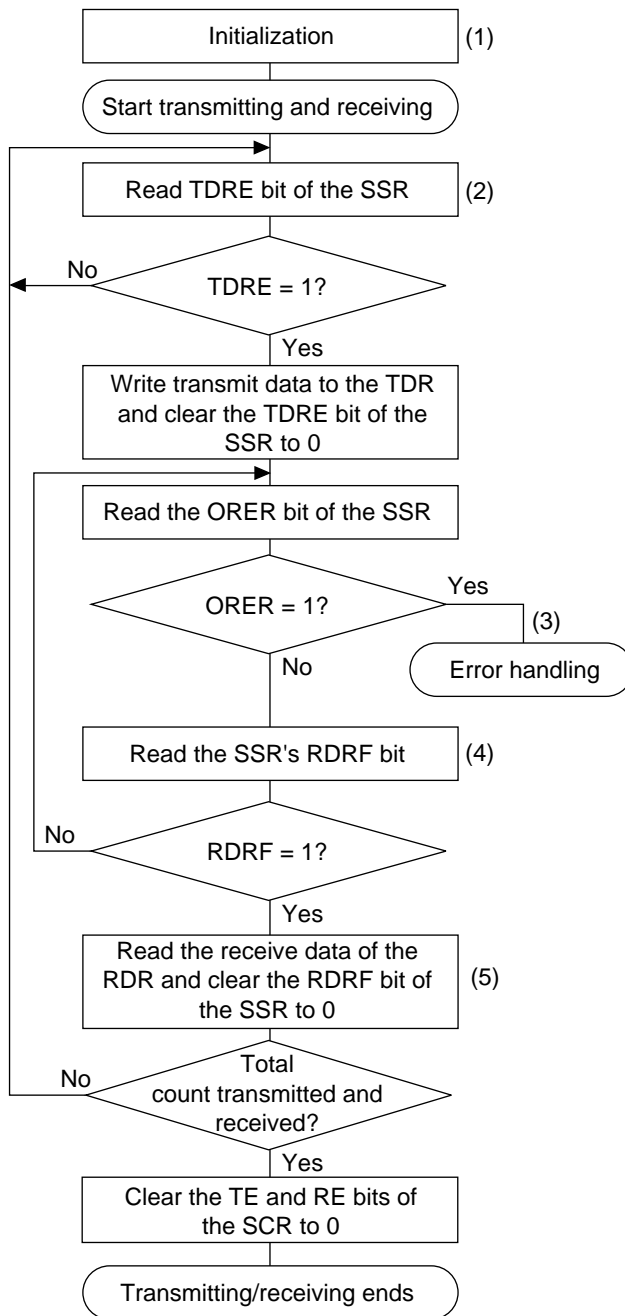 Initialization
(1)
Start transmitting and receiving
Read TDRE bit of the SSR
(2)
No
TDRE = 1?
Yes
Write transmit data to the TDR
and clear the TDRE bit of the
SSR to 0
Read the ORER bit of the SSR
Yes
ORER = 1?
(3)
No
Error handling
Read the SSR's RDRF bit
(4)
No
RDRF = 1?
Yes
Read the receive data of the
RDR and clear the RDRF bit of
the SSR to 0
(5)
Total
No
count transmitted and
received?
Yes
Clear the TE and RE bits of
the SCR to 0
Transmitting/receiving ends